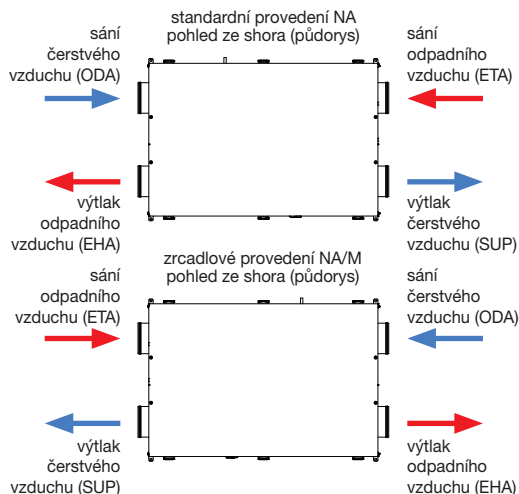 standardní provedení NA
pohled ze shora (půdorys)
sání
čerstvého
vzduchu (ODA)
sání
odpadního
vzduchu (ETA)
výtlak
odpadního
vzduchu (EHA)
výtlak
čerstvého
vzduchu (SUP)
zrcadlové provedení NA/M
pohled ze shora (půdorys)
sání
odpadního
vzduchu (ETA)
sání
čerstvého
vzduchu (ODA)
výtlak
čerstvého
vzduchu (SUP)
výtlak
odpadního
vzduchu (EHA)